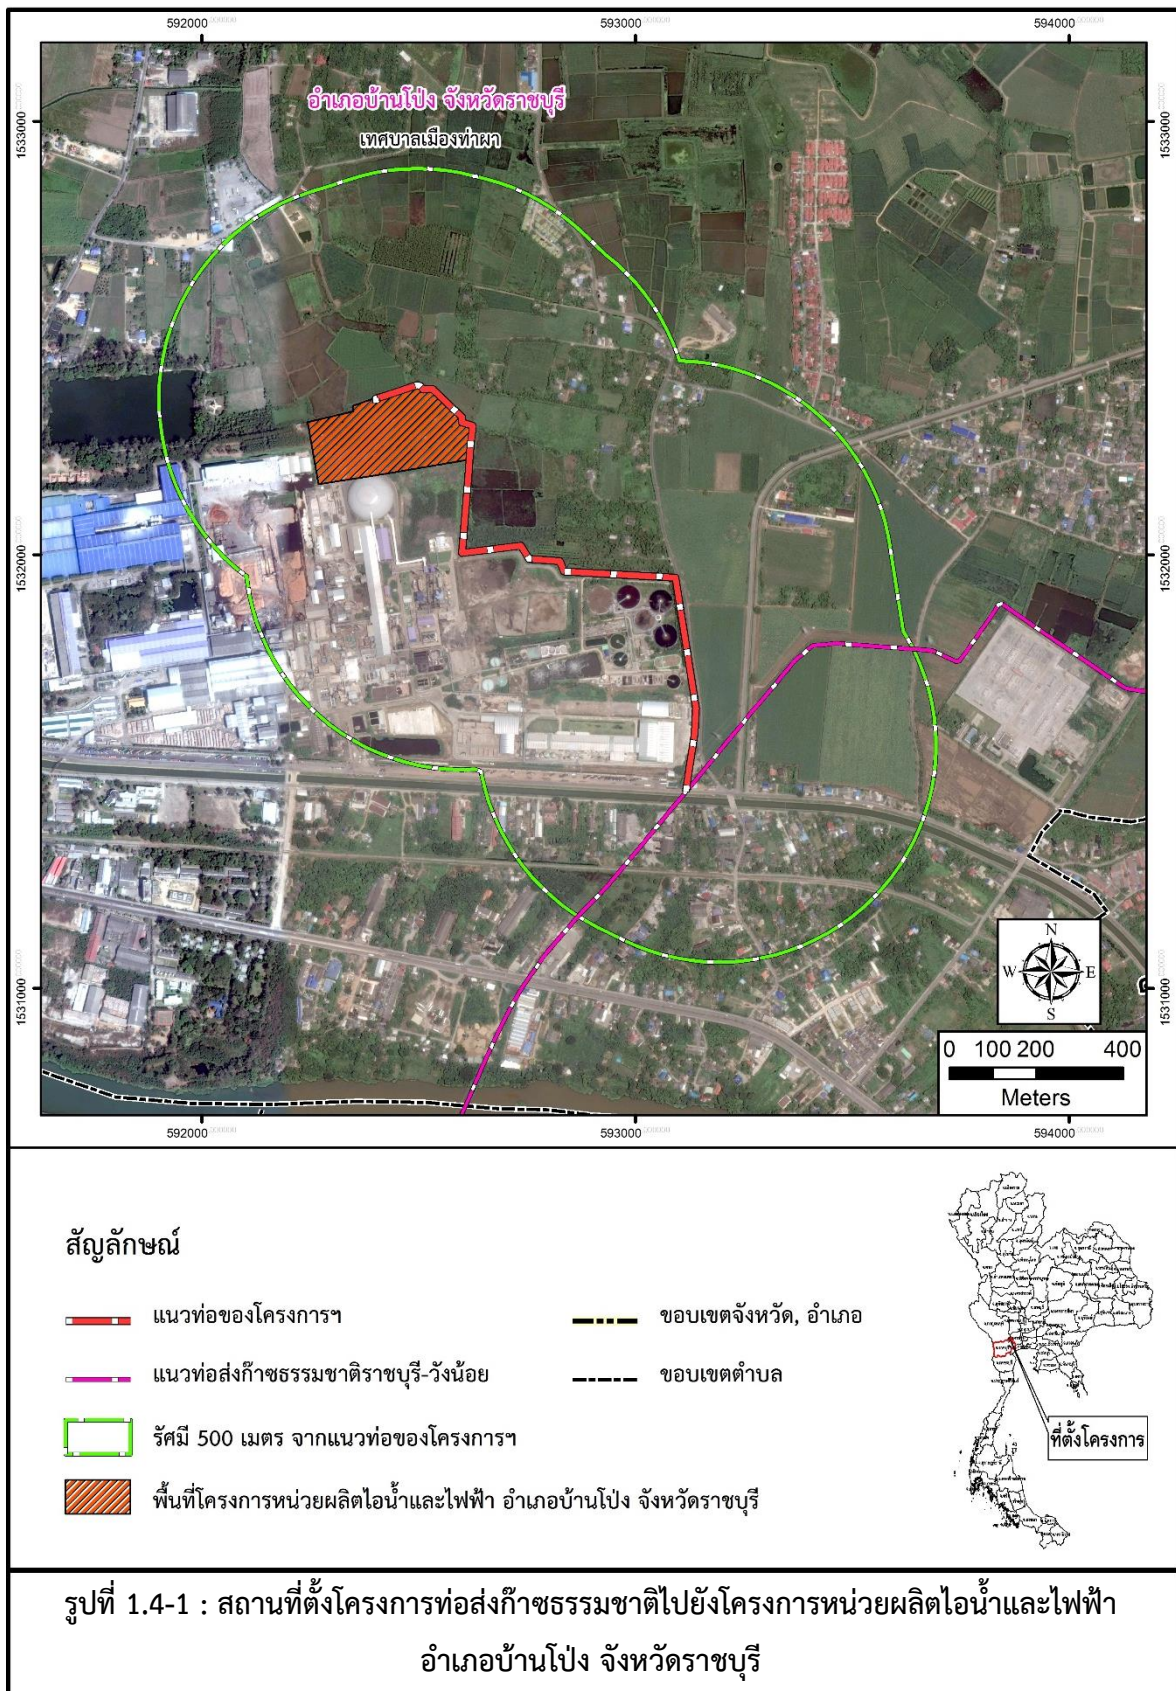 592000
593000
594000
1533000
1533000
อำเภอบ้านโป่ง จังหวัดราชบุรี
เทศบาลเมืองท่าผา
1532000
1532000
1531000
1531000
N
W
E
S
0 100 200 400
Meters
592000
593000
594000
สัญลักษณ์
แนวท่อของโครงการฯ
ขอบเขตจังหวัด, อำเภอ
แนวท่อส่งก๊าซธรรมชาติราชบุรี-วังน้อย
ขอบเขตตำบล
รัศมี 500 เมตร จากแนวท่อของโครงการฯ
พื้นที่โครงการหน่วยผลิตไอน้ำและไฟฟ้า อำเภอบ้านโป่ง จังหวัดราชบุรี
ที่ตั้งโครงการ
รูปที่ 1.4-1 : สถานที่ตั้งโครงการท่อส่งก๊าซธรรมชาติไปยังโครงการหน่วยผลิตไอน้ำและไฟฟ้า
อำเภอบ้านโป่ง จังหวัดราชบุรี